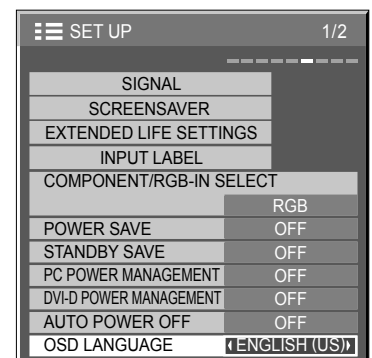 SET UP 1/2
SIGNAL
SCREENSAVER
EXTENDED LIFE SETTINGS
INPUT LABEL
COMPONENT/RGB-IN SELECT
RGB
POWER SAVE OFF
STANDBY SAVE OFF
PC POWER MANAGEMENT OFF
DVI-D POWER MANAGEMENT OFF
AUTO POWER OFF OFF
OSD LANGUAGE ENGLISH (US)